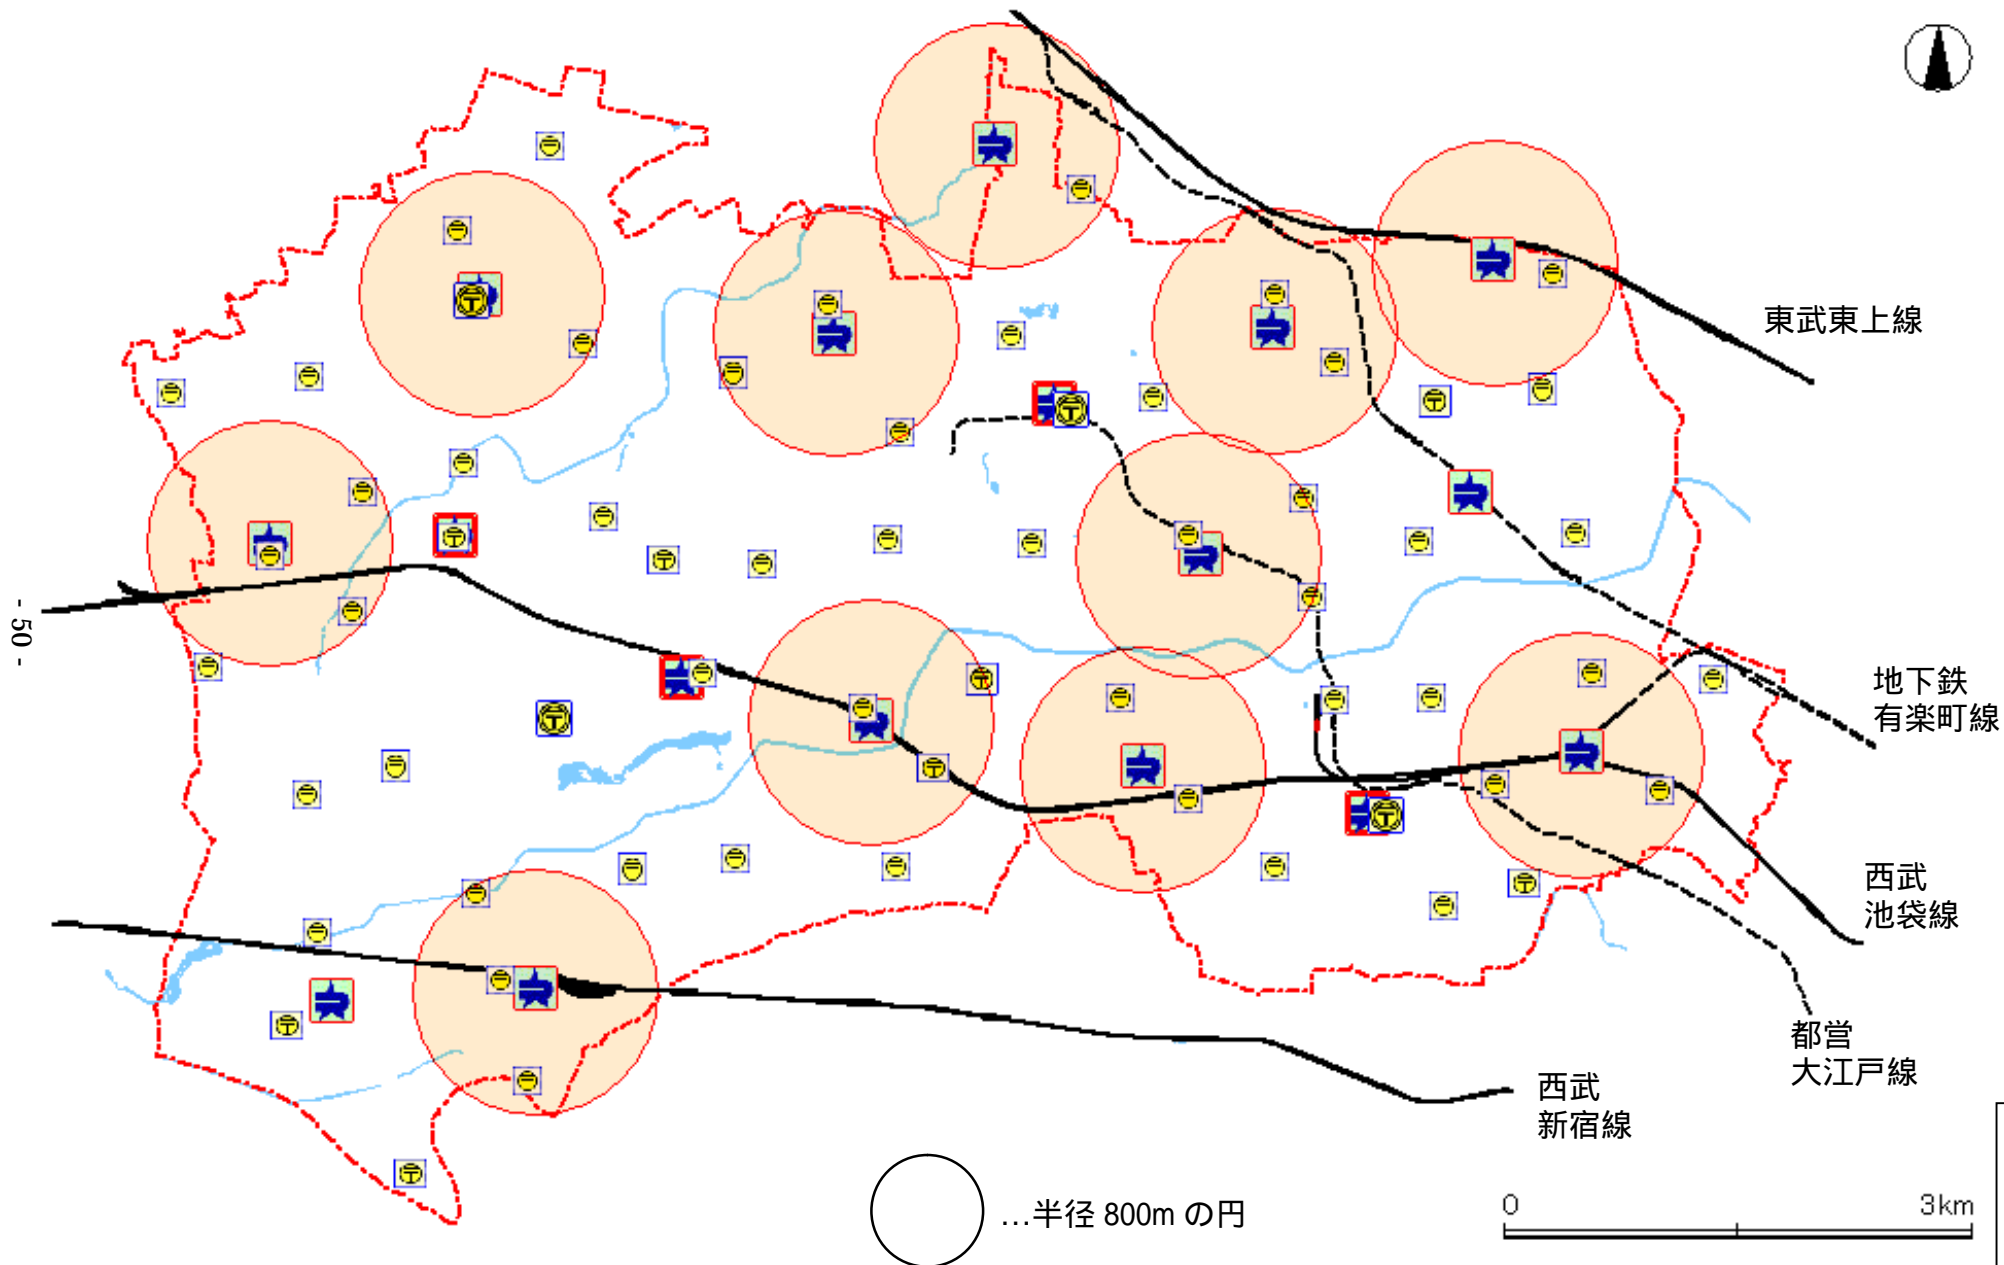 東武東上線
- 50 -
地下鉄
有楽町線
西武
池袋線
都営
大江戸線
西武
新宿線
…半径 800m の円
0 3km